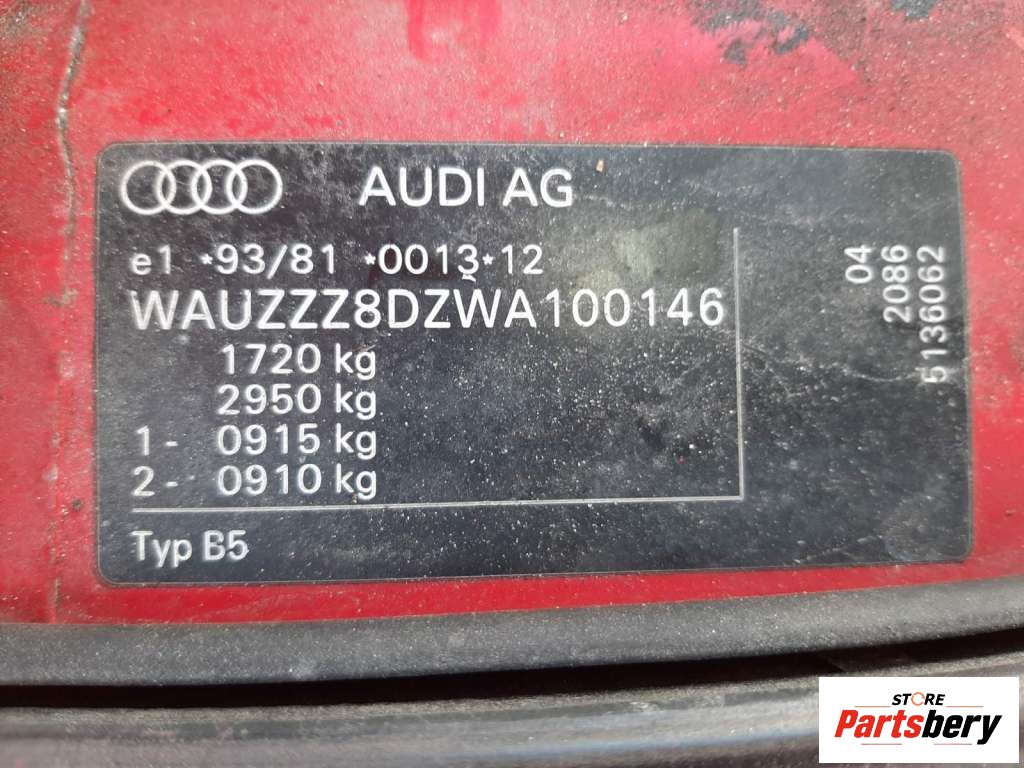 AUDI AG
e1 *93/81 *0013*12
WAUZZZ8DZWA100146
1720 kg
2950 kg
1- 0915 kg
2- 0910 kg
Typ B5
04
2086
5136062
STORE
Partsbery